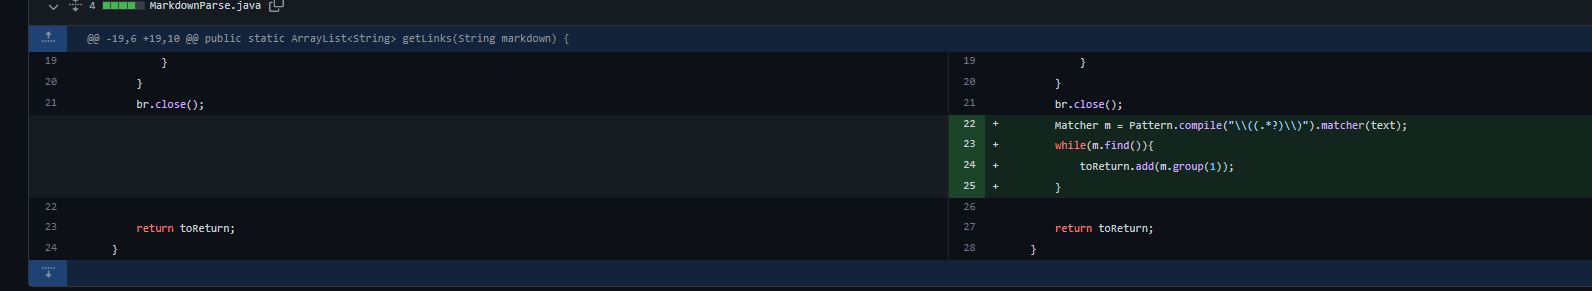 4 MarkdownParse.java
@@ -19,6 +19,10 @@ public static ArrayList<String> getLinks(String markdown) {
19 } 19 }
20 } 20 }
21 br.close(); 21 br.close();
22 + Matcher m = Pattern.compile("\\((.*?)\\)").matcher(text);
23 + while(m.find()){
24 + toReturn.add(m.group(1));
25 + }
22 26
23 return toReturn; 27 return toReturn;
24 } 28 }